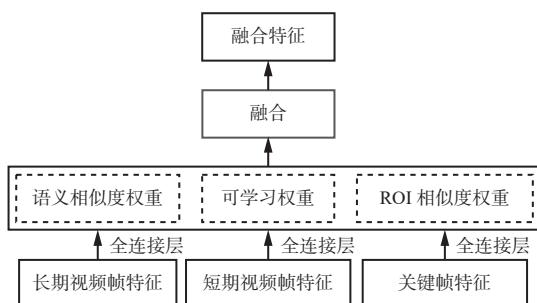 融合特征
融合
语义相似度权重 可学习权重 ROI 相似度权重
全连接层 全连接层 全连接层
长期视频帧特征 短期视频帧特征 关键帧特征